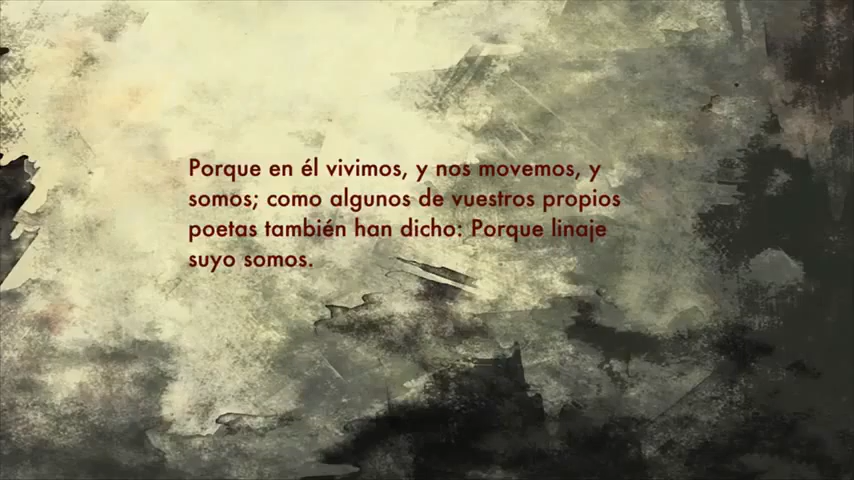 Porque en él vivimos, y nos movemos, y
somos; como algunos de vuestros propios
poetas también han dicho: Porque linaje
suyo somos.